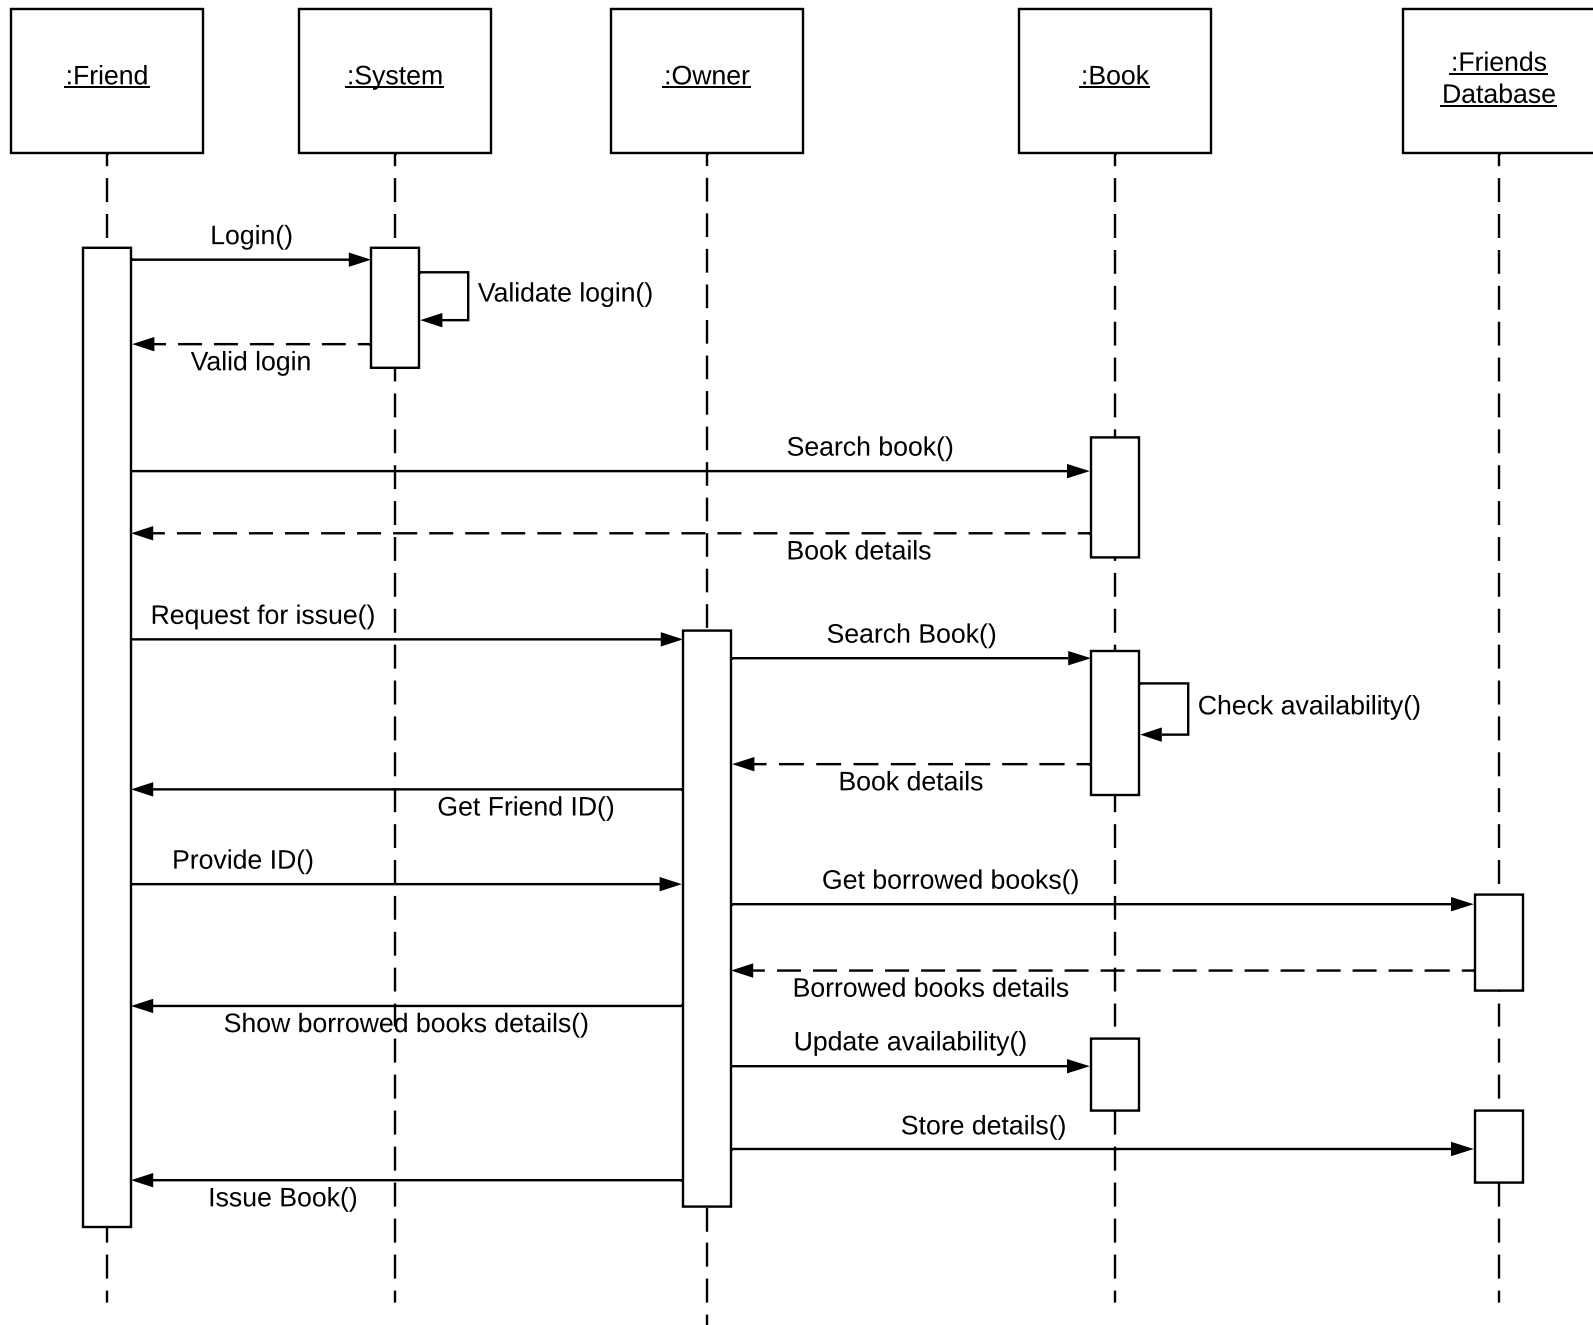 :Friend
:System
:Owner
:Book
:Friends
Database
Login()
Validate login()
Valid login
Search book()
Book details
Request for issue()
Search Book()
Check availability()
Book details
Get Friend ID()
Provide ID()
Get borrowed books()
Borrowed books details
Show borrowed books details()
Update availability()
Store details()
Issue Book()